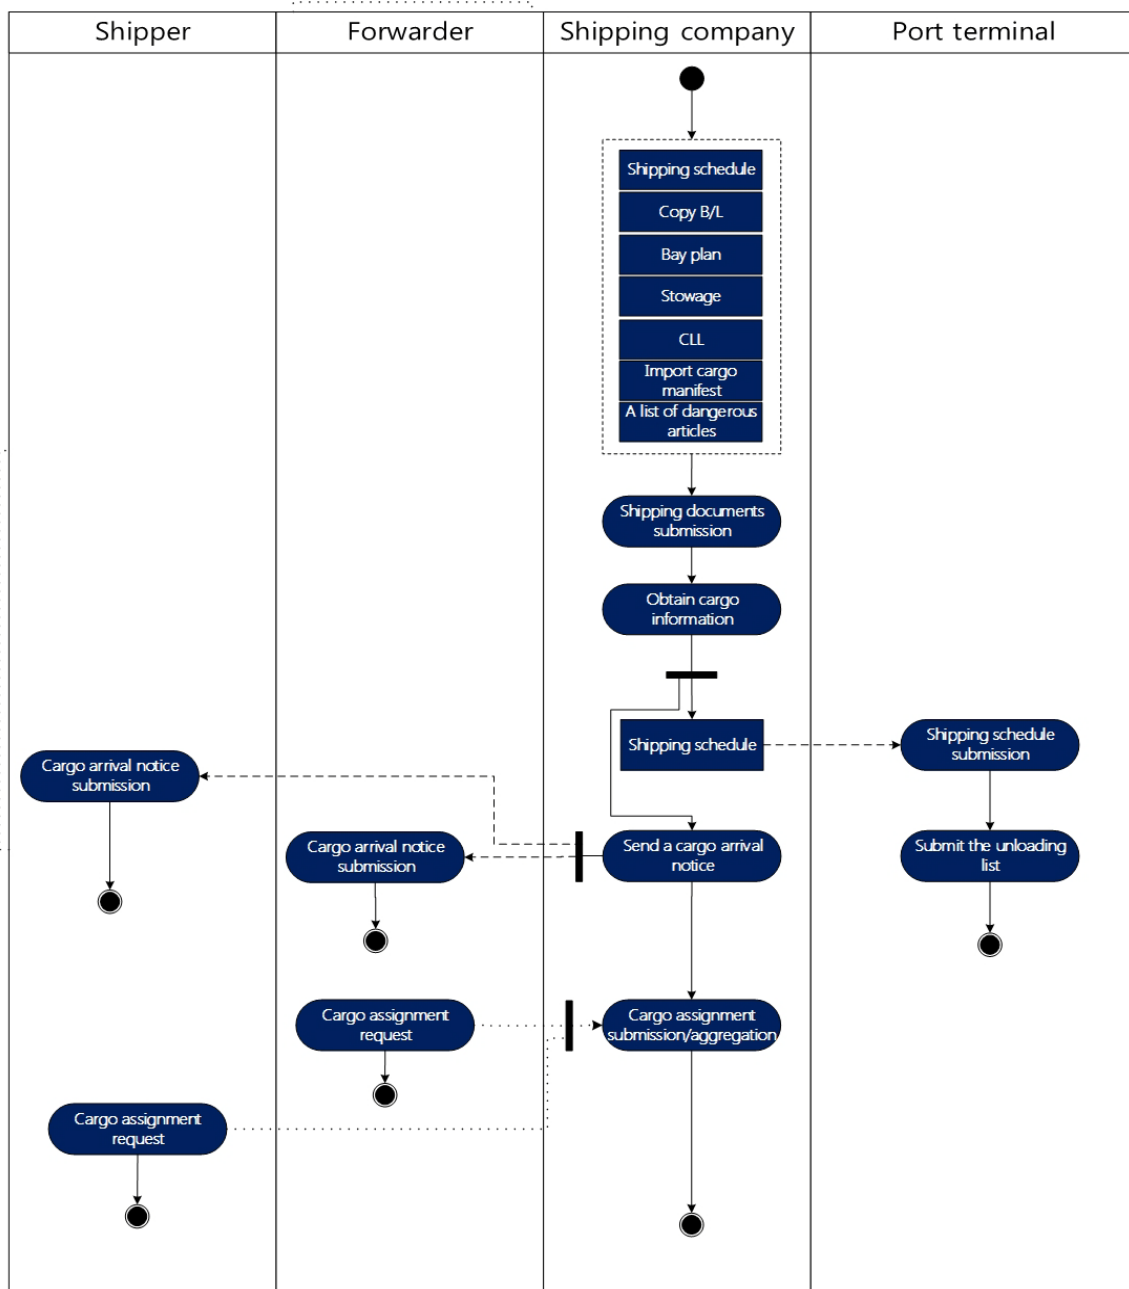 Shipper
Forwarder
Shipping company
Port terminal
Shipping schedule
Copy B/L
Bay plan
Stowage
CLL
Import cargo
manifest
A list of dangerous
articles
Shipping documents
submission
Obtain cargo
information
Shipping schedule
Shipping schedule
submission
Cargo arrival notice
submission
Cargo arrival notice
submission
Send a cargo arrival
notice
Submit the unloading
list
Cargo assignment
request
Cargo assignment
submission/aggregation
Cargo assignment
request